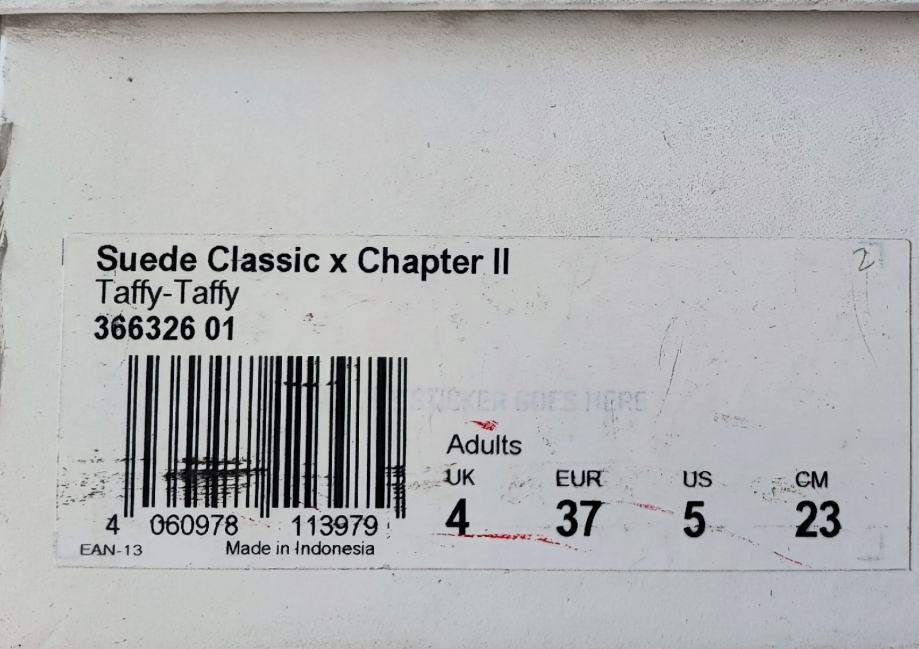 Suede Classic x Chapter II
Taffy-Taffy
366326 01
STICKER GOES HERE
Adults
UK EUR US CM
4 37 5 23
4 060978 113979
EAN-13 Made in Indonesia
2